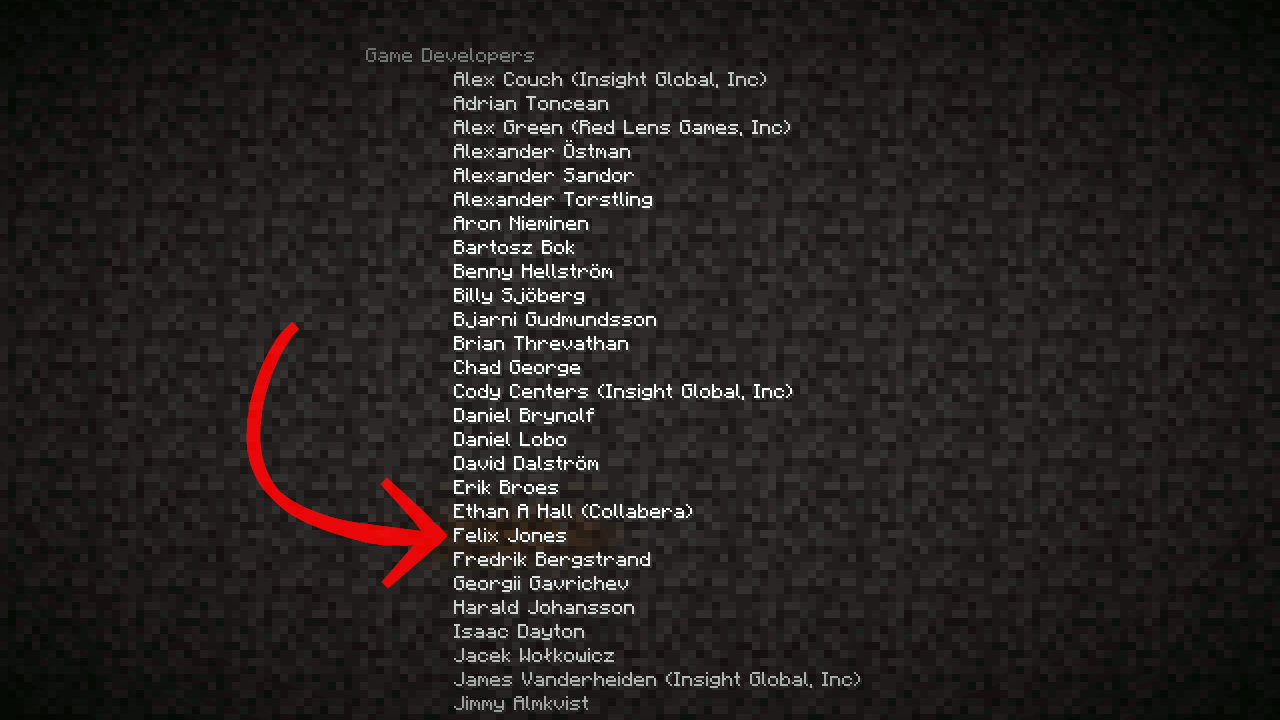 Game Developers
Alex Couch (Insight Global, Inc)
Adrian Toncean
Alex Green (Red Lens Games, Inc)
Alexander Östman
Alexander Sandor
Alexander Torstling
Aron Nieminen
Bartosz Bok
Benny Hellström
Billy Sjöberg
Bjarni Gudmundsson
Brian Threvathan
Chad George
Cody Centers (Insight Global, Inc)
Daniel Brynolf
Daniel Lobo
David Dalström
Erik Broes
Ethan A Hall (Collabera)
Felix Jones
Fredrik Bergstrand
Georgii Gavrichev
Harald Johansson
Isaac Dayton
Jacek Wołkowicz
James Vanderheiden (Insight Global, Inc)
Jimmy Almkvist